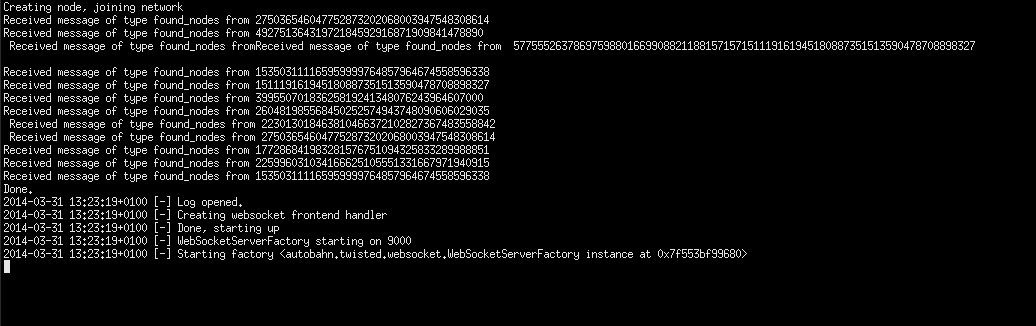 Creating node, joining network
Received message of type found_nodes from 275036546047752873202068003947548308614
Received message of type found_nodes from 49275136431972184592916871909841478890
Received message of type found_nodes fromReceived message of type found_nodes from  57755526378697598801669908821188157157151119161945180887351513590478708898327
Received message of type found_nodes from 153503111165959999764857964674558596338
Received message of type found_nodes from 151119161945180887351513590478708898327
Received message of type found_nodes from 39955070183625819241348076243964607000
Received message of type found_nodes from 260481985568450252574943748090606029035
Received message of type found_nodes from 223013018463810466372102827367483558842
Received message of type found_nodes from 275036546047752873202068003947548308614
Received message of type found_nodes from 177286841983281576751094325833289988851
Received message of type found_nodes from 225996031034166625105551331667971940915
Received message of type found_nodes from 153503111165959999764857964674558596338
Done.
2014-03-31 13:23:19+0100 [-] Log opened.
2014-03-31 13:23:19+0100 [-] Creating websocket frontend handler
2014-03-31 13:23:19+0100 [-] Done, starting up
2014-03-31 13:23:19+0100 [-] WebSocketServerFactory starting on 9000
2014-03-31 13:23:19+0100 [-] Starting factory <autobahn.twisted.websocket.WebSocketServerFactory instance at 0x7f553bf99680>